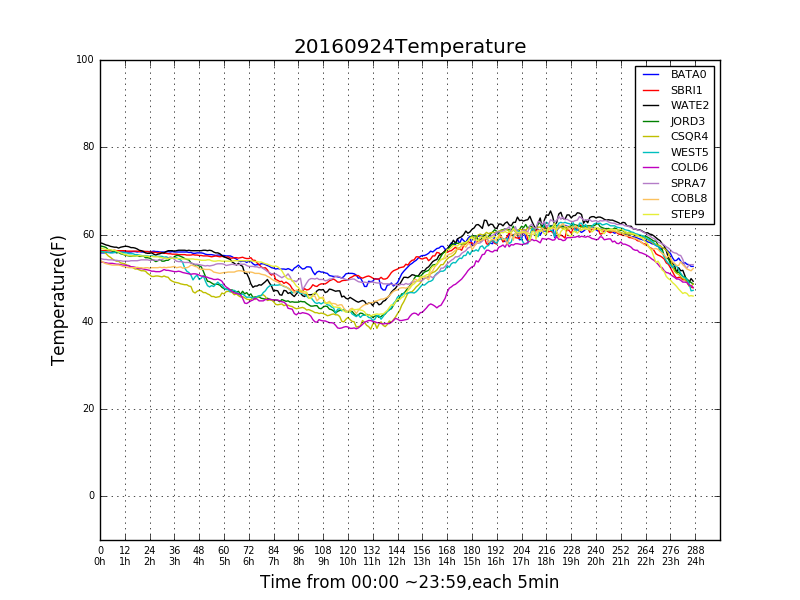 20160924Temperature
100
80
60
40
20
0
Temperature(F)
BATA0
SBRI1
WATE2
JORD3
CSQR4
WEST5
COLD6
SPRA7
COBL8
STEP9
0 12 24 36 48 60 72 84 96 108 120 132 144 156 168 180 192 204 216 228 240 252 264 276 288
0h 1h 2h 3h 4h 5h 6h 7h 8h 9h 10h 11h 12h 13h 14h 15h 16h 17h 18h 19h 20h 21h 22h 23h 24h
Time from 00:00 ~23:59,each 5min